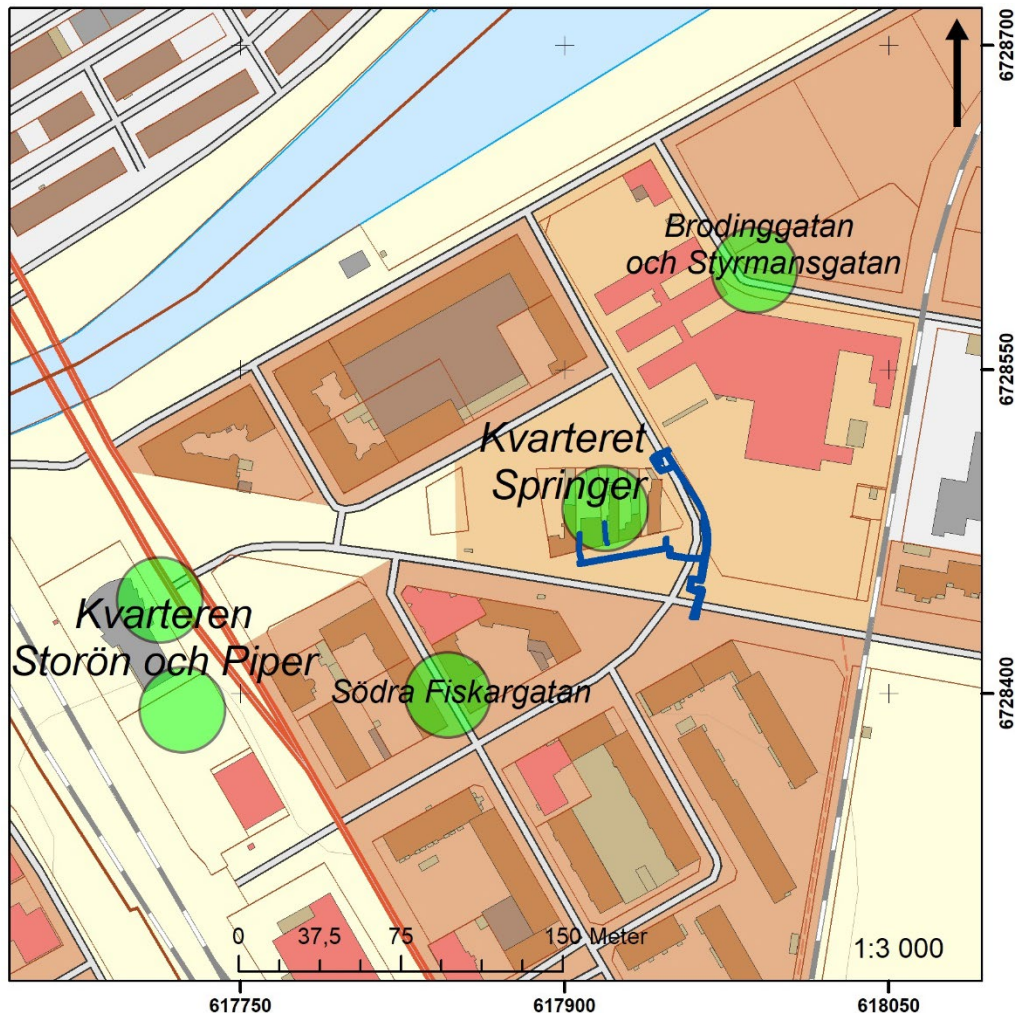 6728700
Brodinggatan
och Styrmansgatan
6728550
Kvarteret
Springer
Kvarteren
Storön och Piper
Södra Fiskargatan
6728400
0 37,5 75 150 Meter
1:3 000
617750 617900 618050